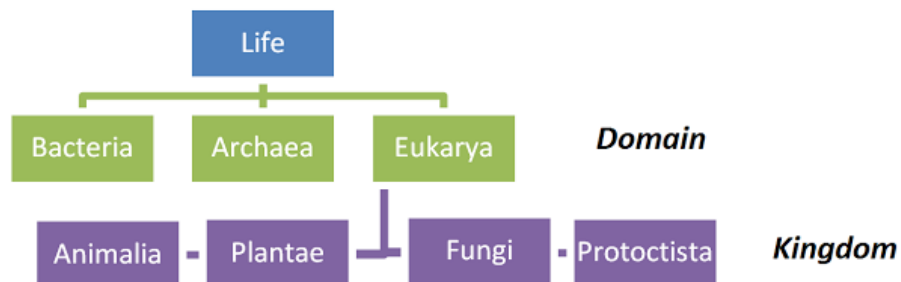 Life
Bacteria Archaea Eukarya Domain
Animalia Plantae Fungi Protoctista Kingdom